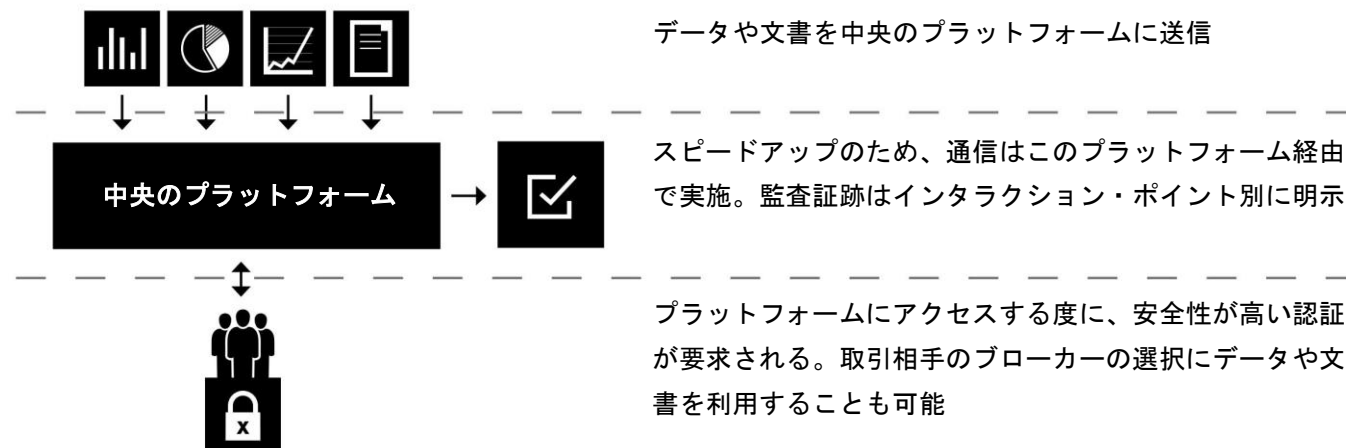 データや文書を中央のプラットフォームに送信
スピードアップのため、通信はこのプラットフォーム経由
で実施。監査証跡はインタラクション・ポイント別に明示
中央のプラットフォーム
プラットフォームにアクセスする度に、安全性が高い認証
が要求される。取引相手のブローカーの選択にデータや文
書を利用することも可能
x